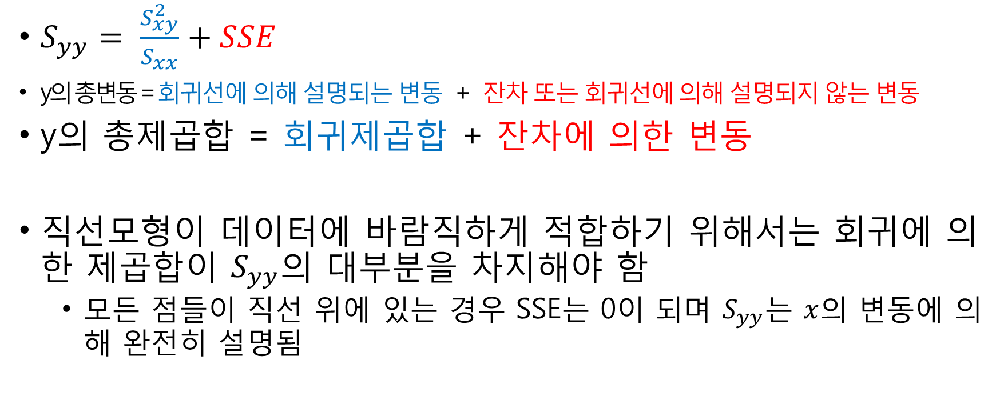 • $S_{yy} = \frac{S_{xy}^2}{S_{xx}} + SSE$
• y의 총변동 = 회귀선에 의해 설명되는 변동 + 잔차 또는 회귀선에 의해 설명되지 않는 변동
• y의 총제곱합 = 회귀제곱합 + 잔차에 의한 변동
• 직선모형이 데이터에 바람직하게 적합하기 위해서는 회귀에 의
한 제곱합이 $S_{yy}$의 대부분을 차지해야 함
• 모든 점들이 직선 위에 있는 경우 SSE는 0이 되며 $S_{yy}$는 $x$의 변동에 의
해 완전히 설명됨